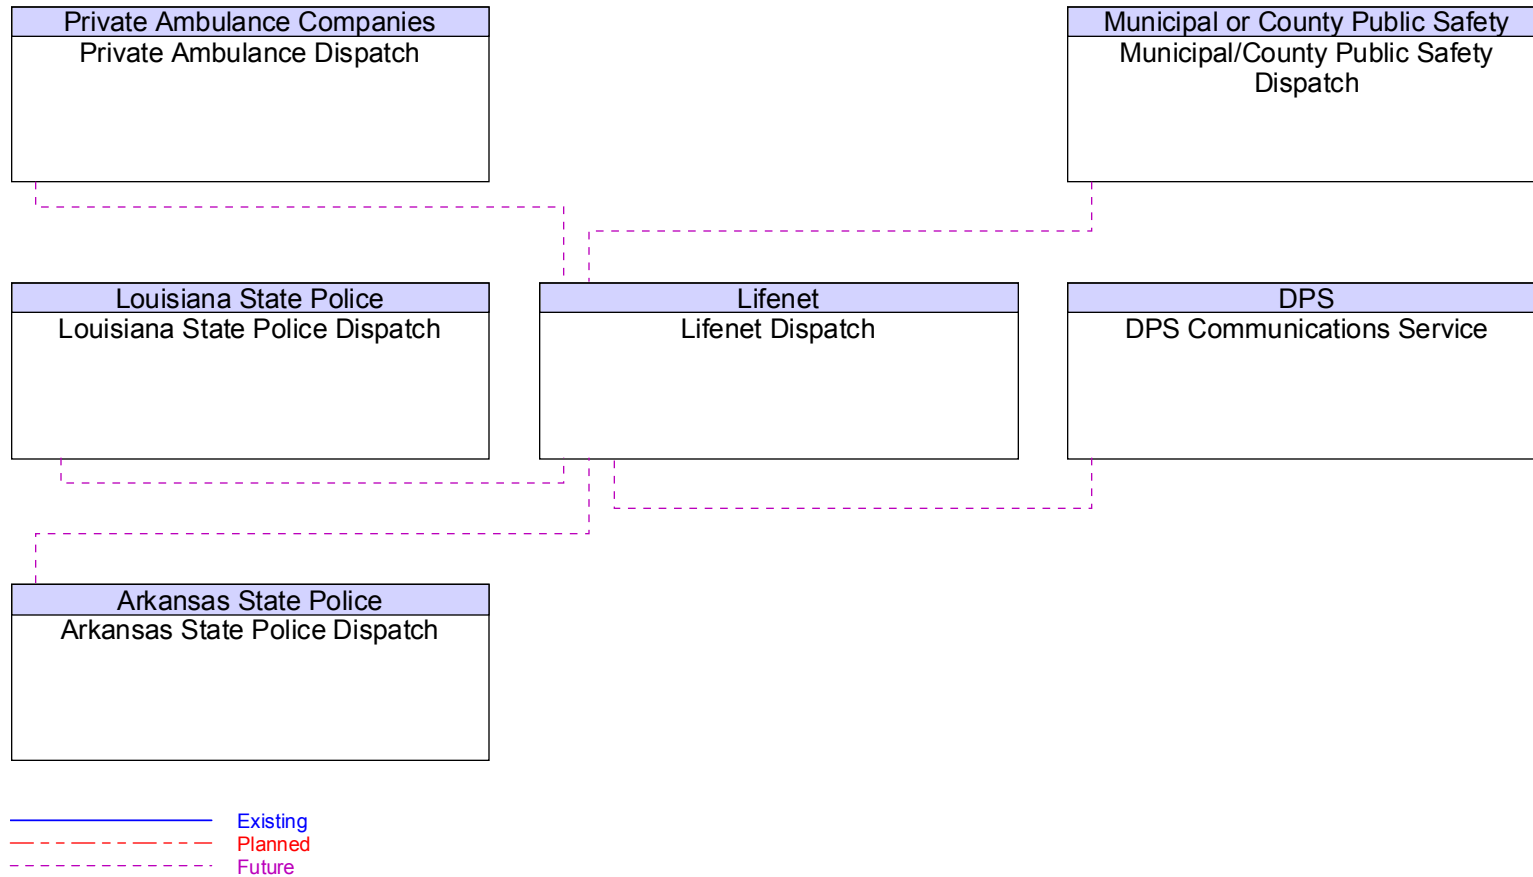 Private Ambulance Companies
Private Ambulance Dispatch
Municipal or County Public Safety
Municipal/County Public Safety
Dispatch
Louisiana State Police
Louisiana State Police Dispatch
Lifenet
Lifenet Dispatch
DPS
DPS Communications Service
Arkansas State Police
Arkansas State Police Dispatch
Existing
Planned
Future